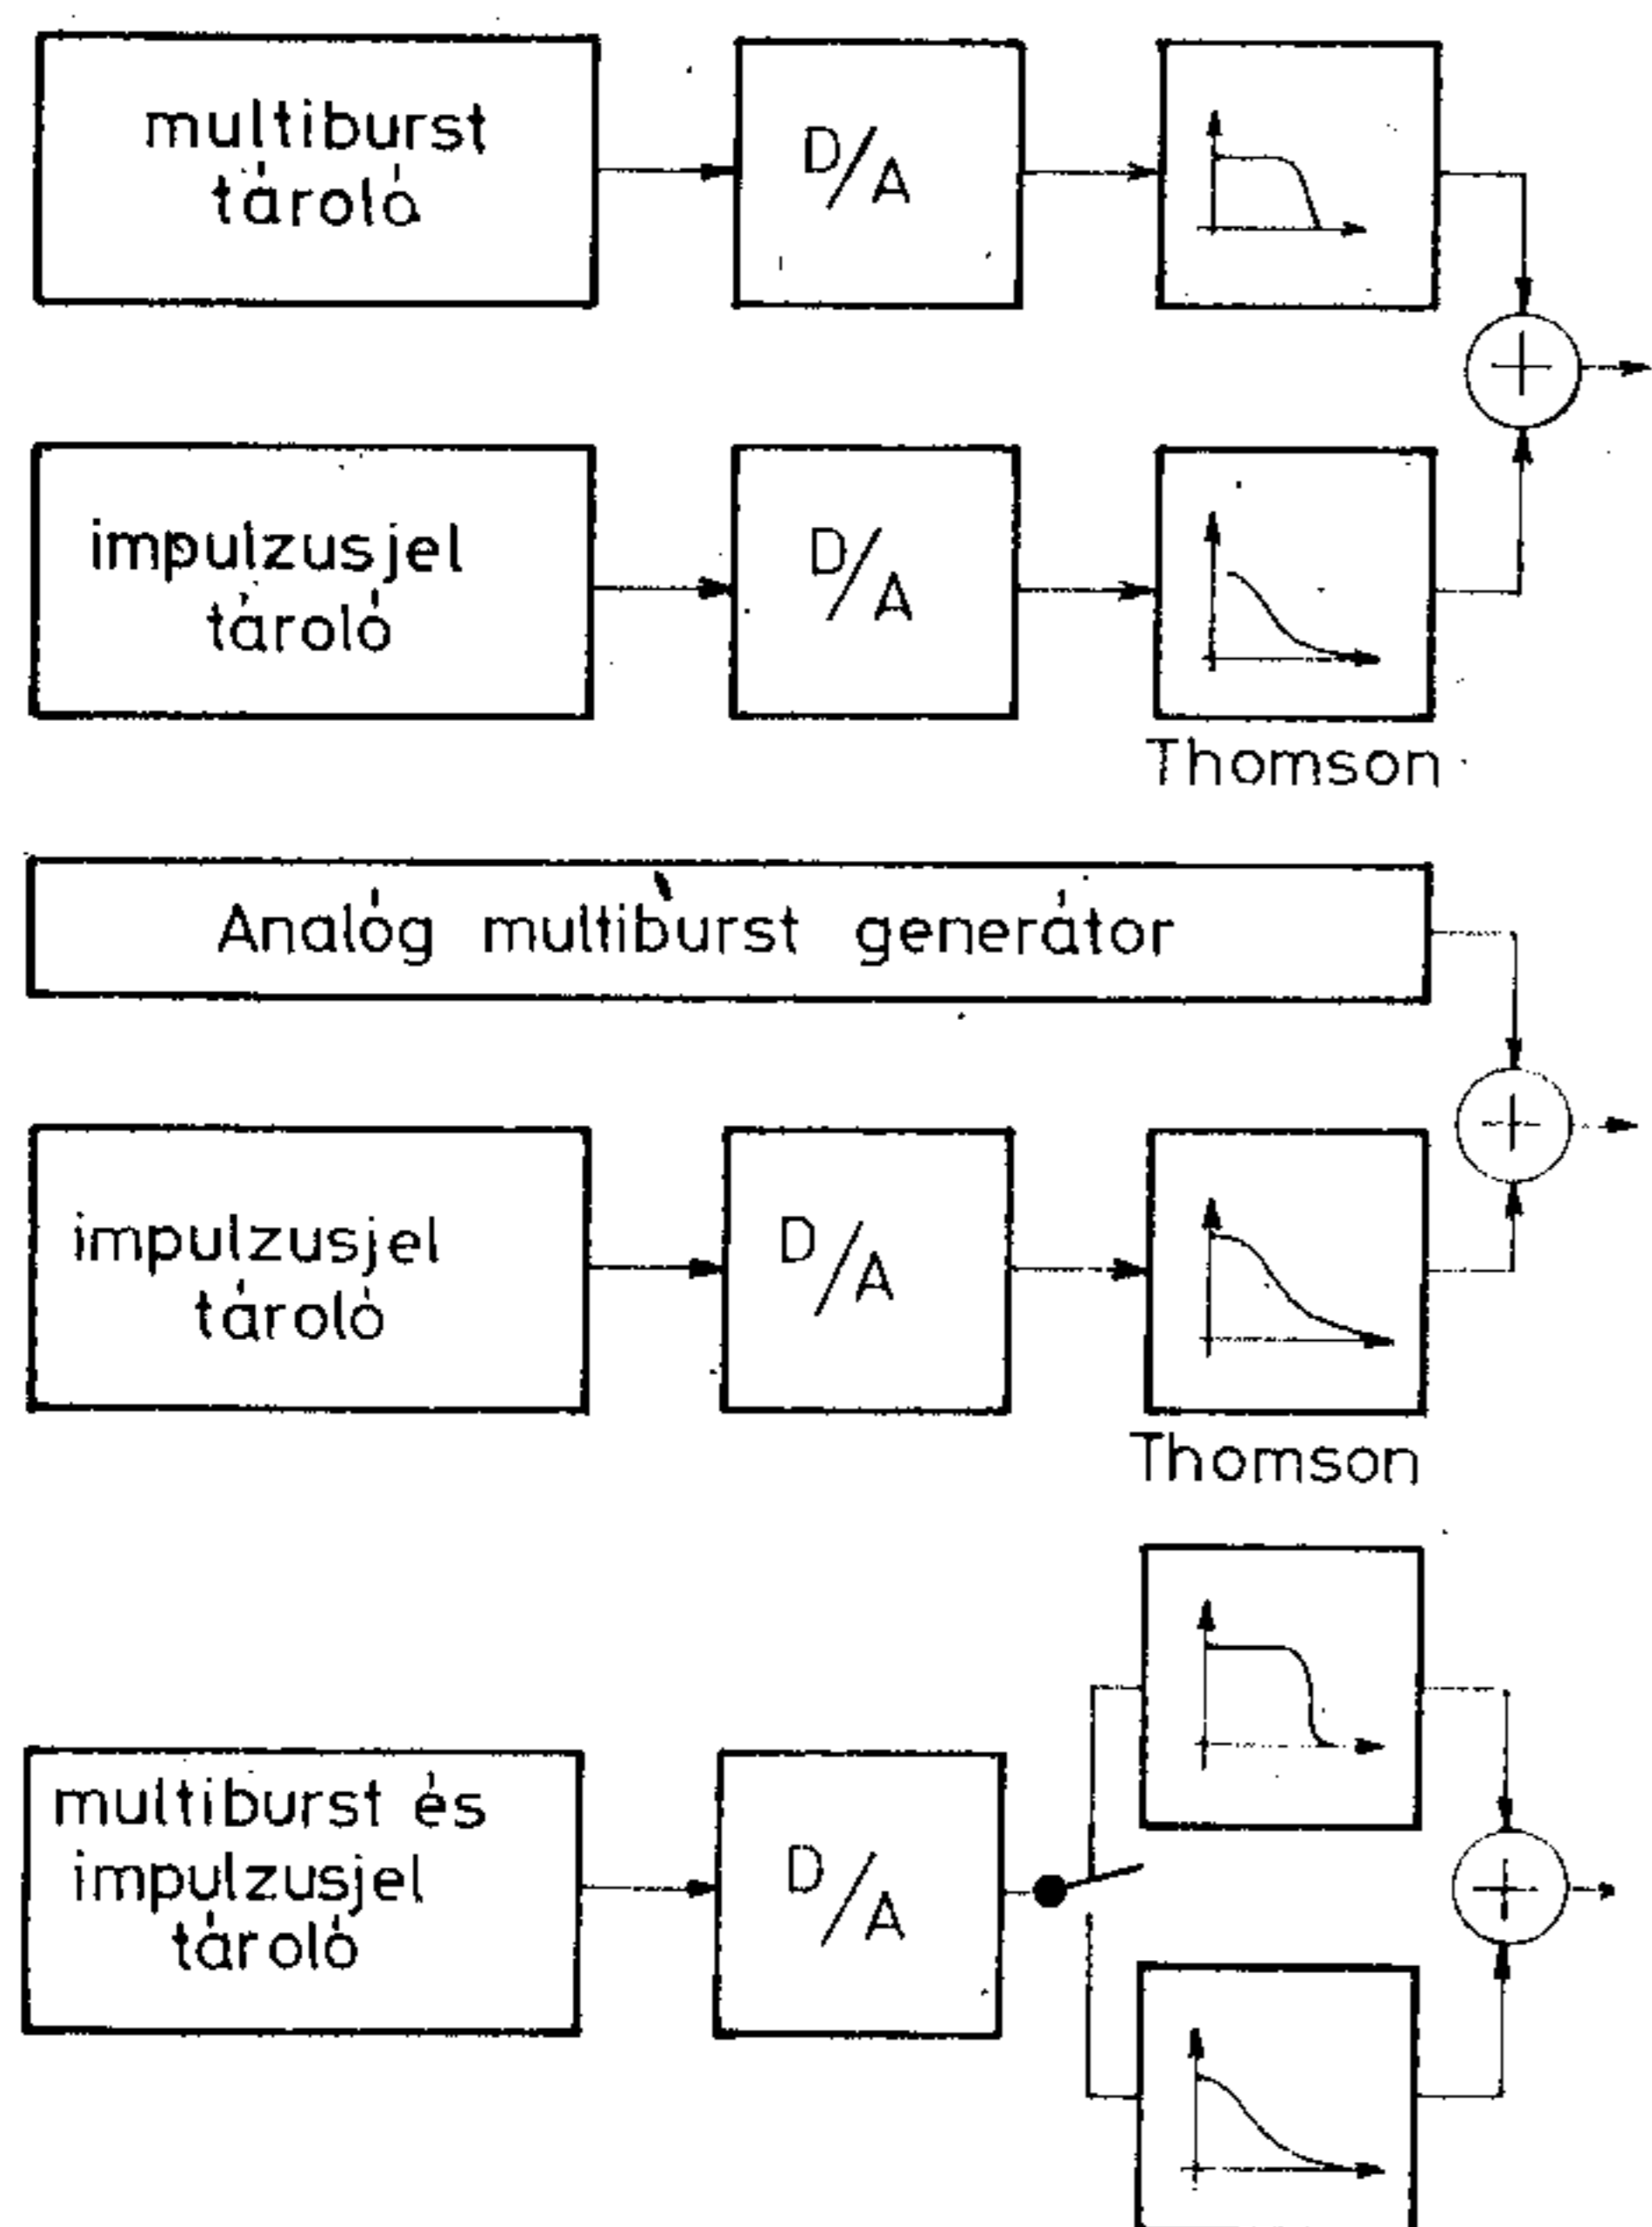 multiburst
tároló
D/A
impulzusjel
tároló
D/A
Thomson
Analóg multiburst generátor
impulzusjel
tároló
D/A
Thomson
multiburst és
impulzusjel
tároló
D/A